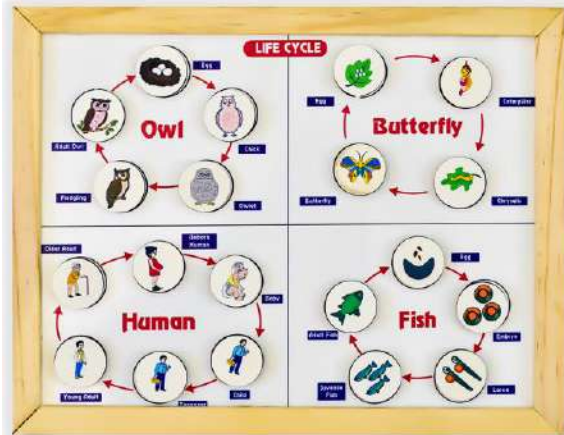 LIFE CYCLE
Egg
Owl
Adult Owl
Chick
Fledgling
Owlet
Butterfly
Egg
Caterpillar
Butterfly
Chrysalis
Human
Older Adult
Unborn
Human
Baby
Young Adult
Teenager
Child
Fish
Egg
Adult Fish
Embryo
Juvenile
Fish
Larva